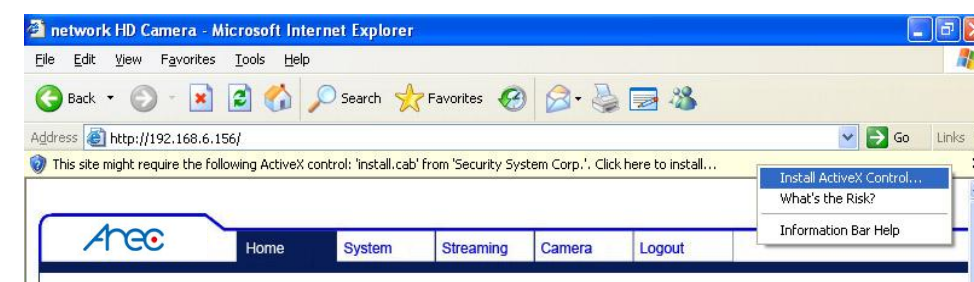 network HD Camera - Microsoft Internet Explorer
File Edit View Favorites Tools Help
Back Search Favorites
Address http://192.168.6.156/ Go Links
This site might require the following ActiveX control: 'install.cab' from 'Security System Corp.'. Click here to install...
Install ActiveX Control...
What's the Risk?
Information Bar Help
Arec Home System Streaming Camera Logout